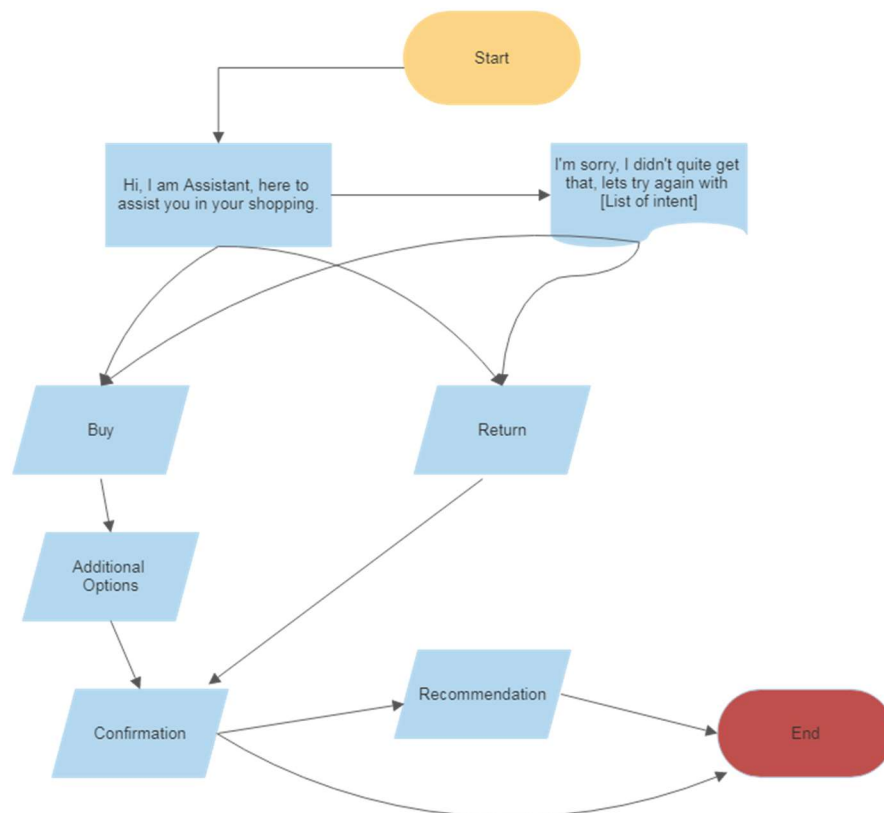 Start
Hi, I am Assistant, here to
assist you in your shopping.
I'm sorry, I didn't quite get
that, lets try again with
[List of intent]
Buy
Return
Additional
Options
Recommendation
Confirmation
End